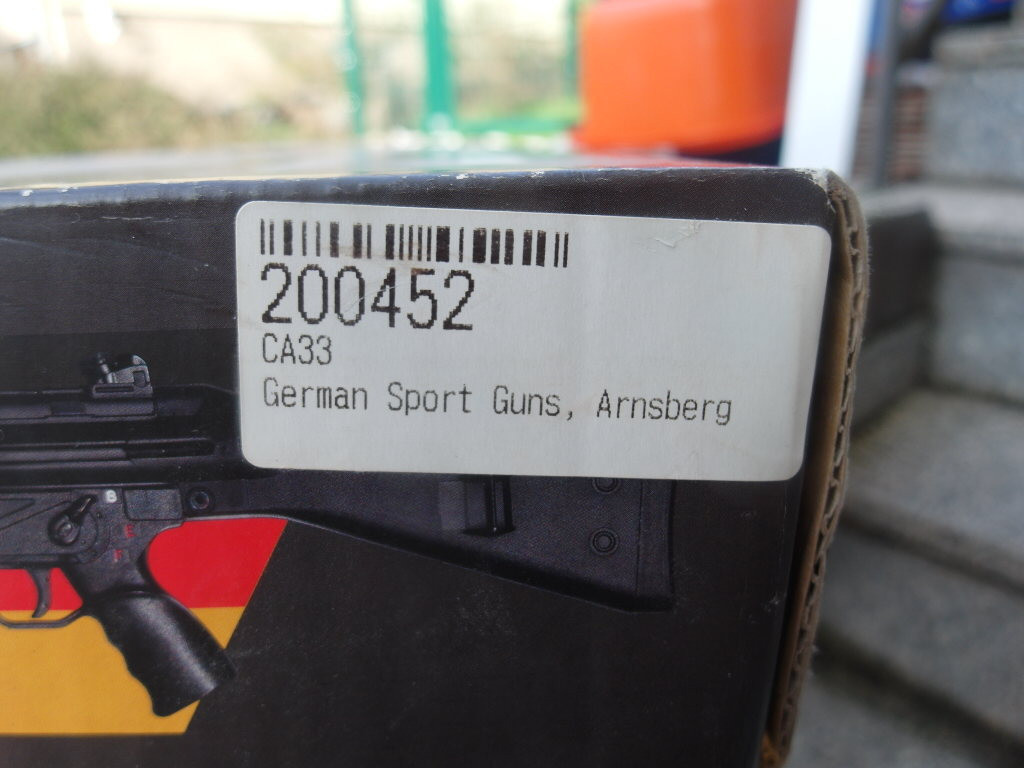 200452
CA33
German Sport Guns, Arnsberg